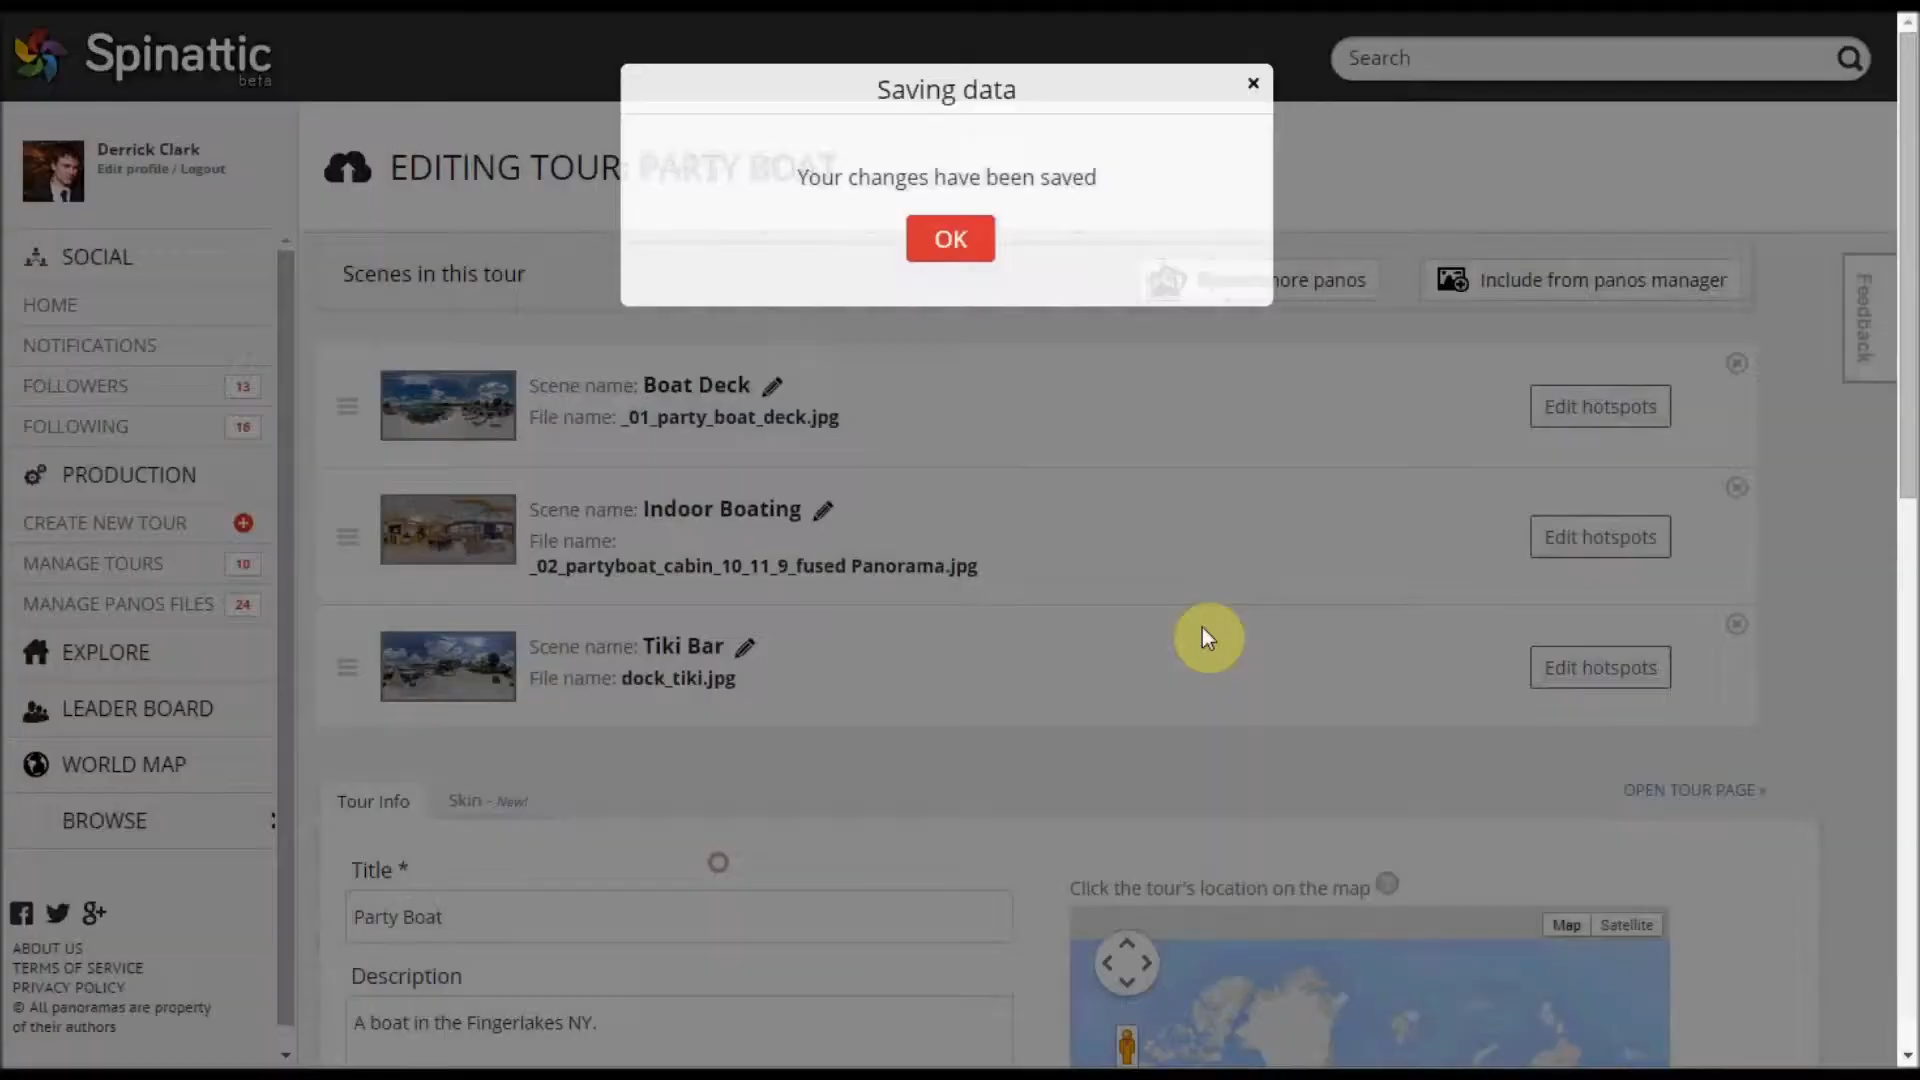 Spinattic
beta
Search
Saving data
×
Your changes have been saved
OK
Derrick Clark
Edit profile / Logout
EDITING TOUR: PARTY BOAT
SOCIAL
HOME
NOTIFICATIONS
FOLLOWERS 13
FOLLOWING 16
PRODUCTION
CREATE NEW TOUR
MANAGE TOURS 10
MANAGE PANOS FILES 24
EXPLORE
LEADER BOARD
WORLD MAP
BROWSE
ABOUT US
TERMS OF SERVICE
PRIVACY POLICY
© All panoramas are property
of their authors
Scenes in this tour
more panos
Include from panos manager
Feedback
Scene name: Boat Deck
File name: _01_party_boat_deck.jpg
Edit hotspots
Scene name: Indoor Boating
File name:
_02_partyboat_cabin_10_11_9_fused Panorama.jpg
Edit hotspots
Scene name: Tiki Bar
File name: dock_tiki.jpg
Edit hotspots
Tour Info
Skin - New!
OPEN TOUR PAGE »
Title *
Party Boat
Description
A boat in the Fingerlakes NY.
Click the tour's location on the map
Map
Satellite